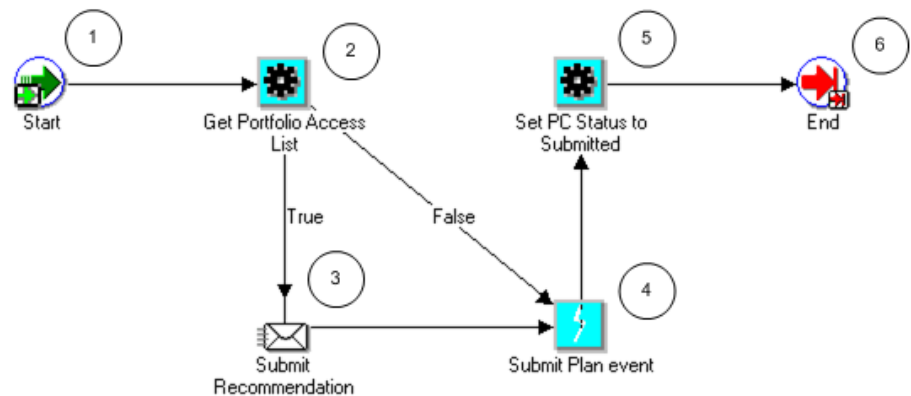 1
2
5
6
Start
Get Portfolio Access
List
Set PC Status to
Submitted
End
True
False
3
4
Submit
Recommendation
Submit Plan event